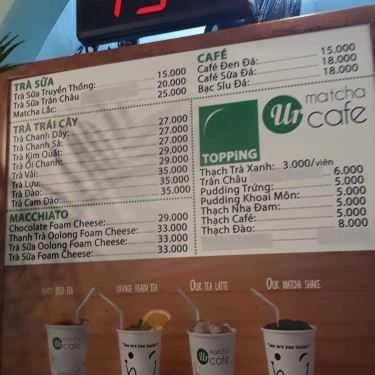 TRÀ SỮA
Trà Sữa Truyền Thống: 15.000
Trà Sữa Trân Châu 20.000
Matcha Lắc: 25.000
TRÀ TRÁI CÂY
Trà Chanh Dây: 27.000
Trà Chanh Sả: 27.000
Trà Kim Quất: 27.000
Trà Ổi Chanh: 29.000
Trà Vải: 35.000
Trà Lựu: 35.000
Trà Đào: 35.000
Trà Cam Đào: 35.000
MACCHIATO
Chocolate Foam Cheese: 29.000
Thanh Trà Oolong Foam Cheese: 33.000
Trà Sữa Oolong Foam Cheese: 33.000
Trà Sữa Foam Cheese: 33.000
CAFÉ
Café Đen Đá: 15.000
Café Sữa Đá: 18.000
Bạc Sỉu Đá: 18.000
Ur matcha cafe
TOPPING
Thạch Trà Xanh: 3.000/viên
Trân Châu 6.000
Pudding Trứng: 5.000
Pudding Khoai Môn: 5.000
Thạch Nha Đam: 5.000
Thạch Café: 5.000
Thạch Đào: 8.000
OUR TEA LATTE
OUR MATCHA SHAKE
Ur matcha cafe